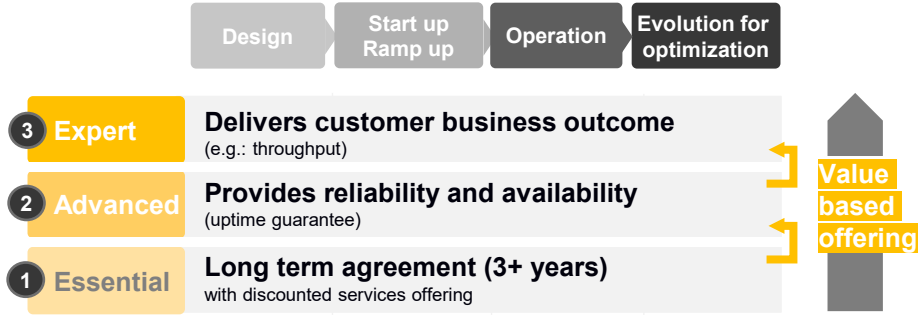 Design
Start up
Ramp up
Operation
Evolution for
optimization
3 Expert
Delivers customer business outcome
(e.g.: throughput)
2 Advanced
Provides reliability and availability
(uptime guarantee)
1 Essential
Long term agreement (3+ years)
with discounted services offering
Value
based
offering